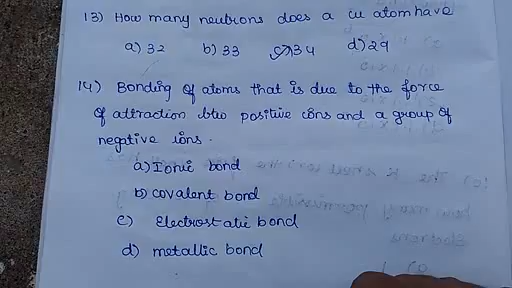 13) How many neutrons does a cu atom have
a) 32 b) 33 c) 34 d) 29
14) Bonding of atoms that is due to the force
of attraction btw positive ions and a group of
negative ions.
a) Ionic bond
b) covalent bond
c) Electrostatic bond
d) metallic bond